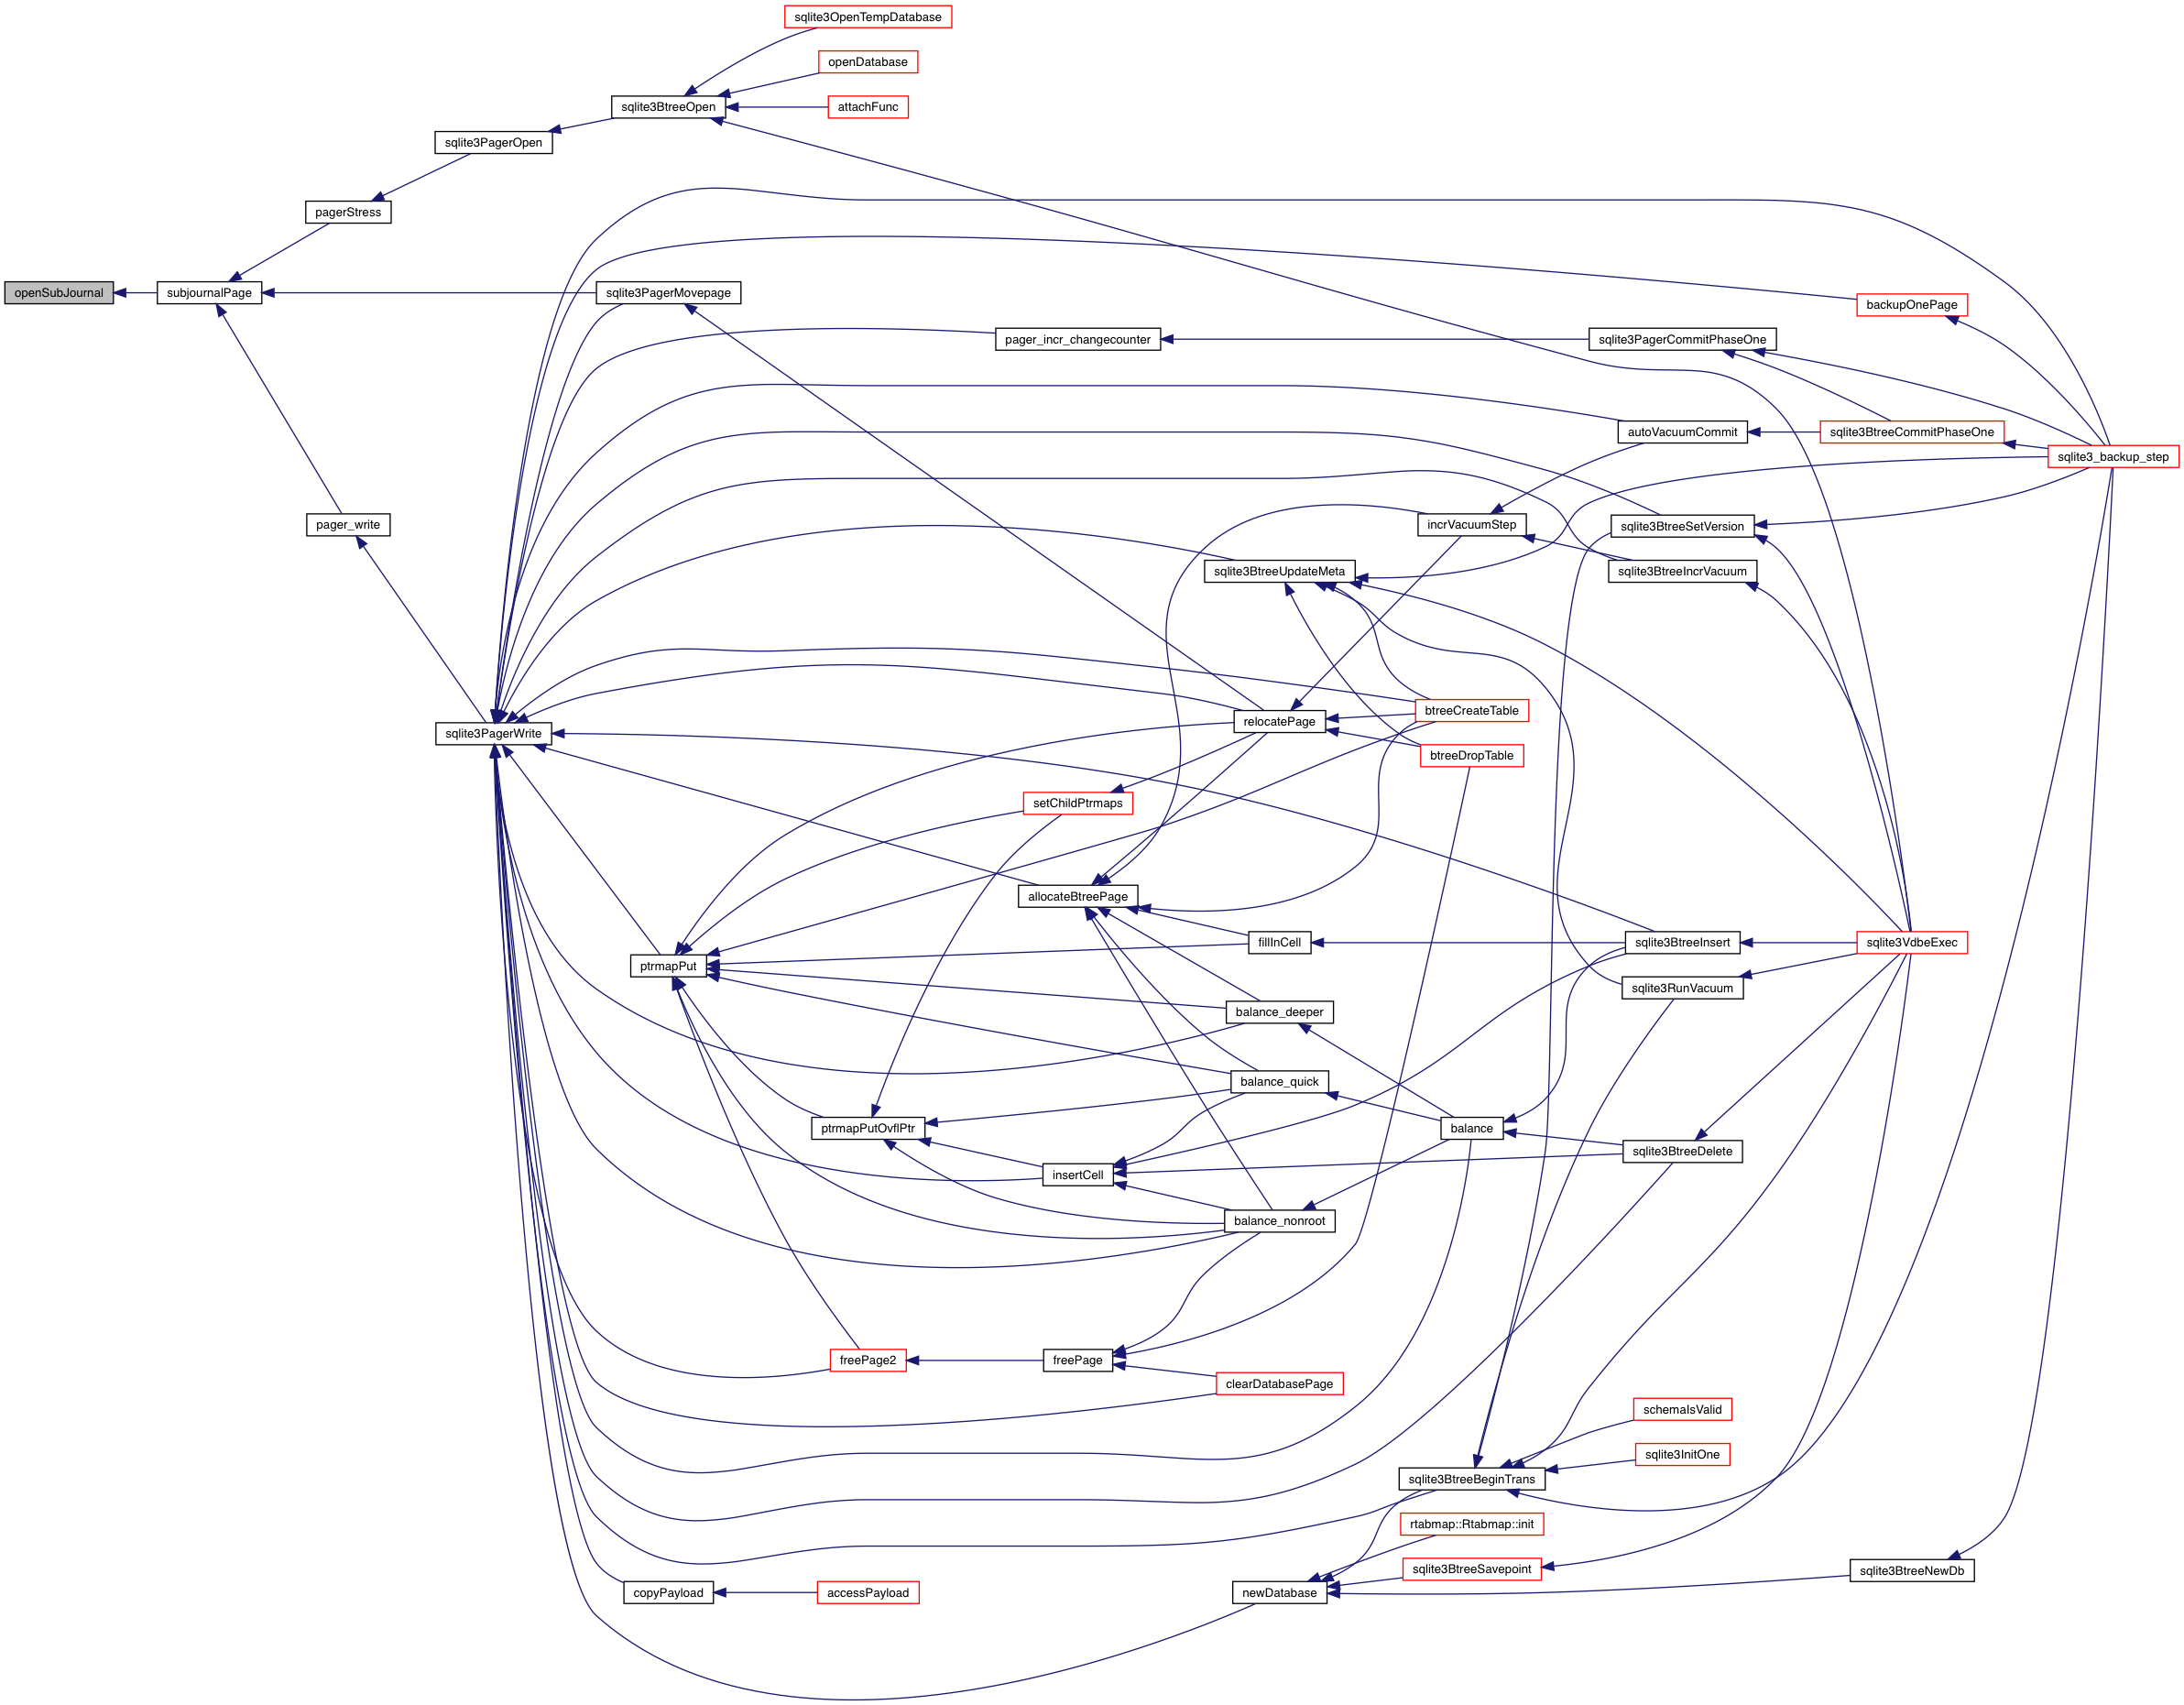 sqlite3OpenTempDatabase
openDatabase
sqlite3BtreeOpen
attachFunc
sqlite3PagerOpen
pagerStress
openSubJournal
subjournalPage
sqlite3PagerMovepage
backupOnePage
pager_incr_changecounter
sqlite3PagerCommitPhaseOne
autoVacuumCommit
sqlite3BtreeCommitPhaseOne
sqlite3_backup_step
pager_write
incrVacuumStep
sqlite3BtreeSetVersion
sqlite3BtreeUpdateMeta
sqlite3BtreeIncrVacuum
sqlite3PagerWrite
relocatePage
btreeCreateTable
btreeDropTable
setChildPtrmaps
allocateBtreePage
ptrmapPut
fillInCell
sqlite3BtreeInsert
sqlite3VdbeExec
sqlite3RunVacuum
balance_deeper
balance_quick
ptrmapPutOvflPtr
balance
sqlite3BtreeDelete
insertCell
balance_nonroot
freePage2
freePage
clearDatabasePage
schemaIsValid
sqlite3InitOne
sqlite3BtreeBeginTrans
rtabmap::Rtabmap::init
sqlite3BtreeSavepoint
sqlite3BtreeNewDb
copyPayload
accessPayload
newDatabase